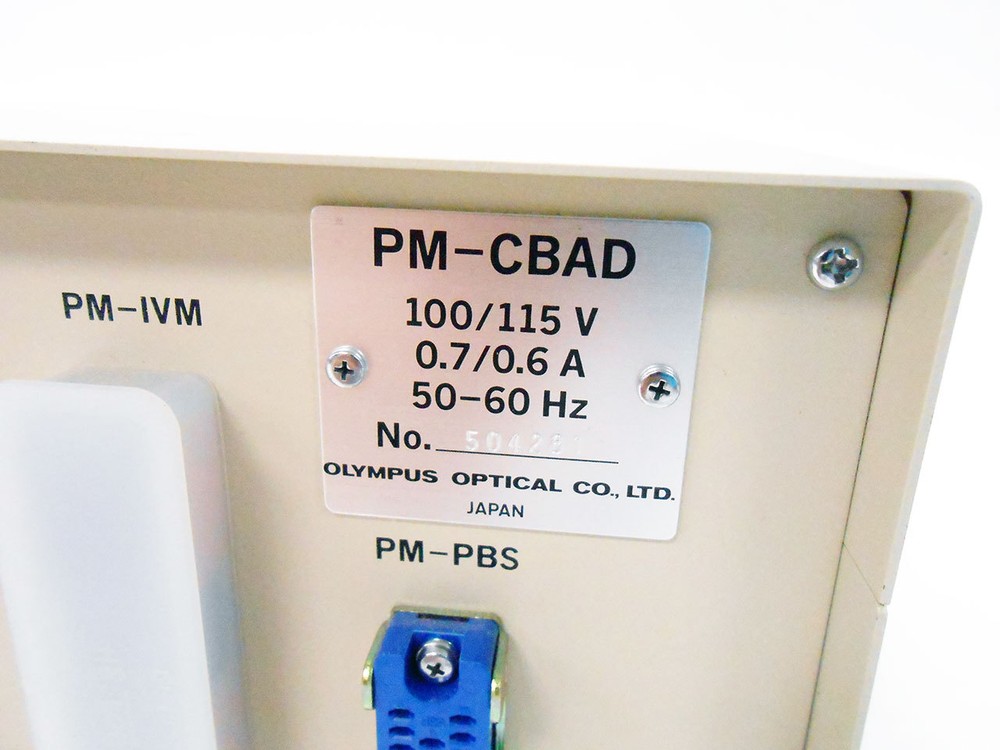 PM-IVM
PM-CBAD
100/115 V
0.7/0.6 A
50-60 Hz
No.
OLYMPUS OPTICAL CO., LTD.
JAPAN
PM-PBS